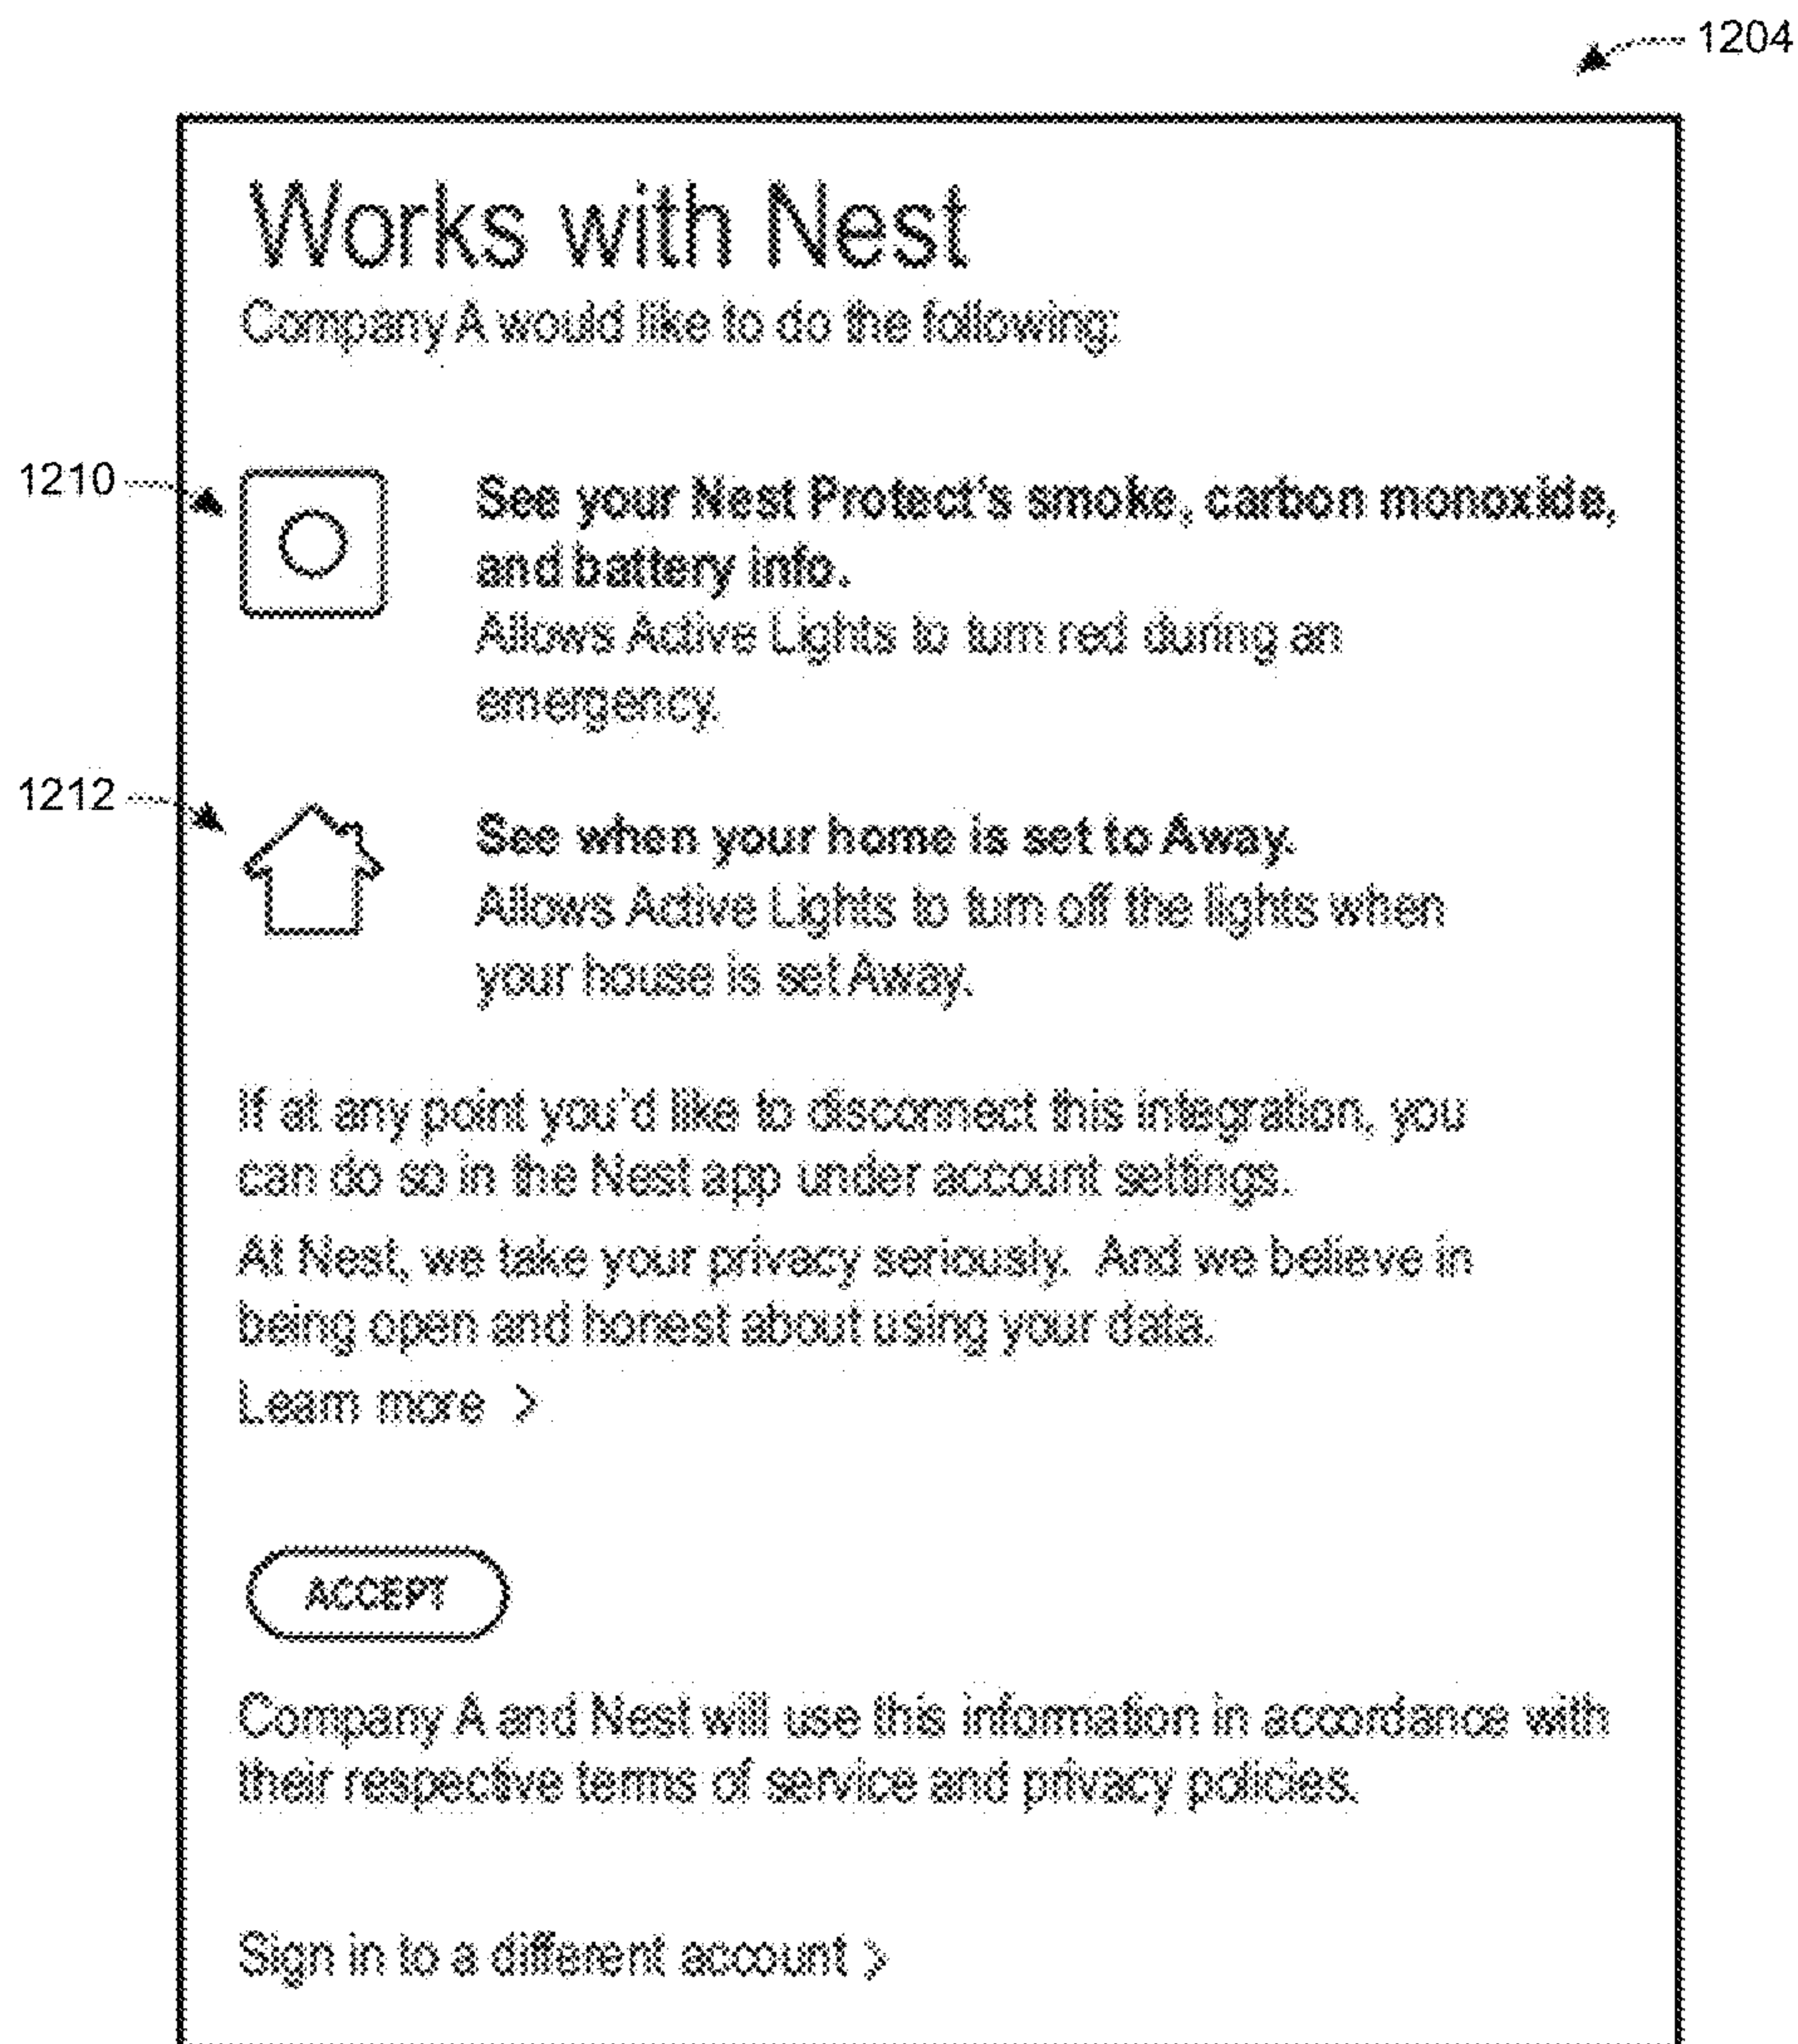 1204
Works with Nest
Company A would like to do the following:
1210
See your Nest Protect's smoke, carbon monoxide,
and battery info.
Allows Active Lights to turn red during an
emergency.
1212
See when your home is set to Away.
Allows Active Lights to turn off the lights when
your house is set Away.
If at any point you'd like to disconnect this integration, you
can do so in the Nest app under account settings.
At Nest, we take your privacy seriously. And we believe in
being open and honest about using your data.
Learn more >
ACCEPT
Company A and Nest will use this information in accordance with
their respective terms of service and privacy policies.
Sign in to a different account >